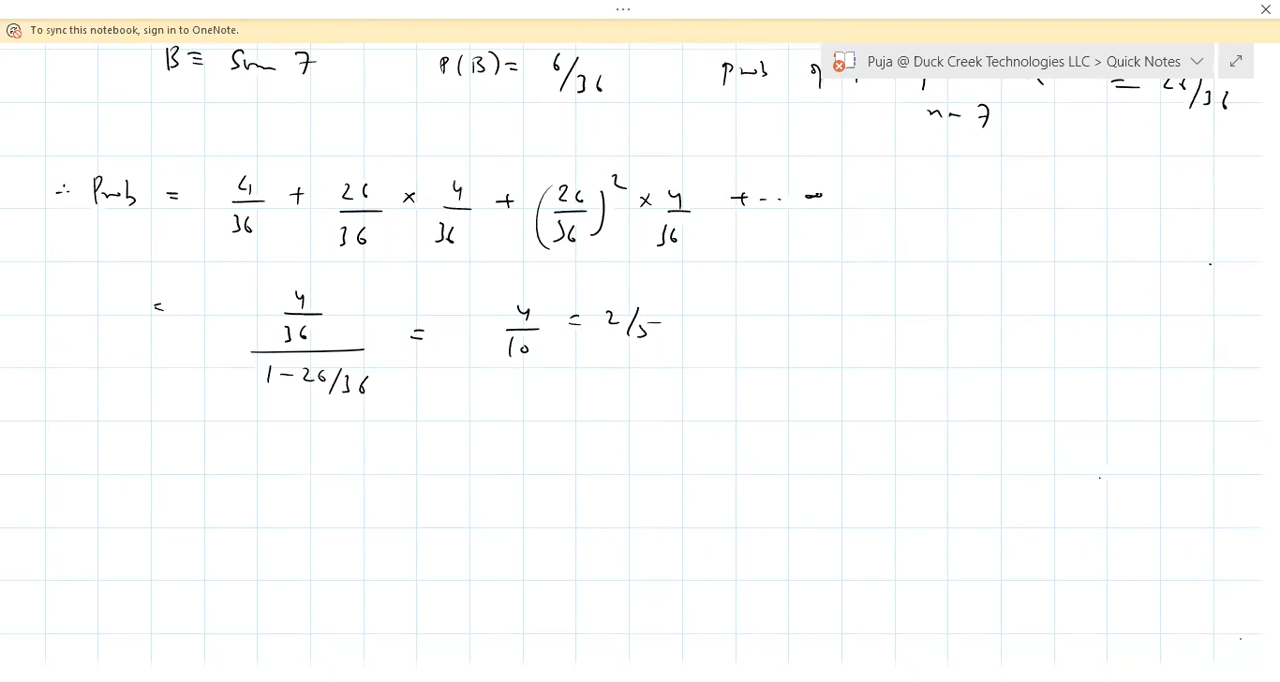 To sync this notebook, sign in to OneNote.
Puja @ Duck Creek Technologies LLC > Quick Notes
B ≡ Sum 7 P(B) = 6/36 prob = 26/36
n- 7
∴ Prob = 4/36 + 26/36 × 4/36 + (26/36)² × 4/36 + ... ∞
= (4/36)/(1 - 26/36) = 4/10 = 2/5